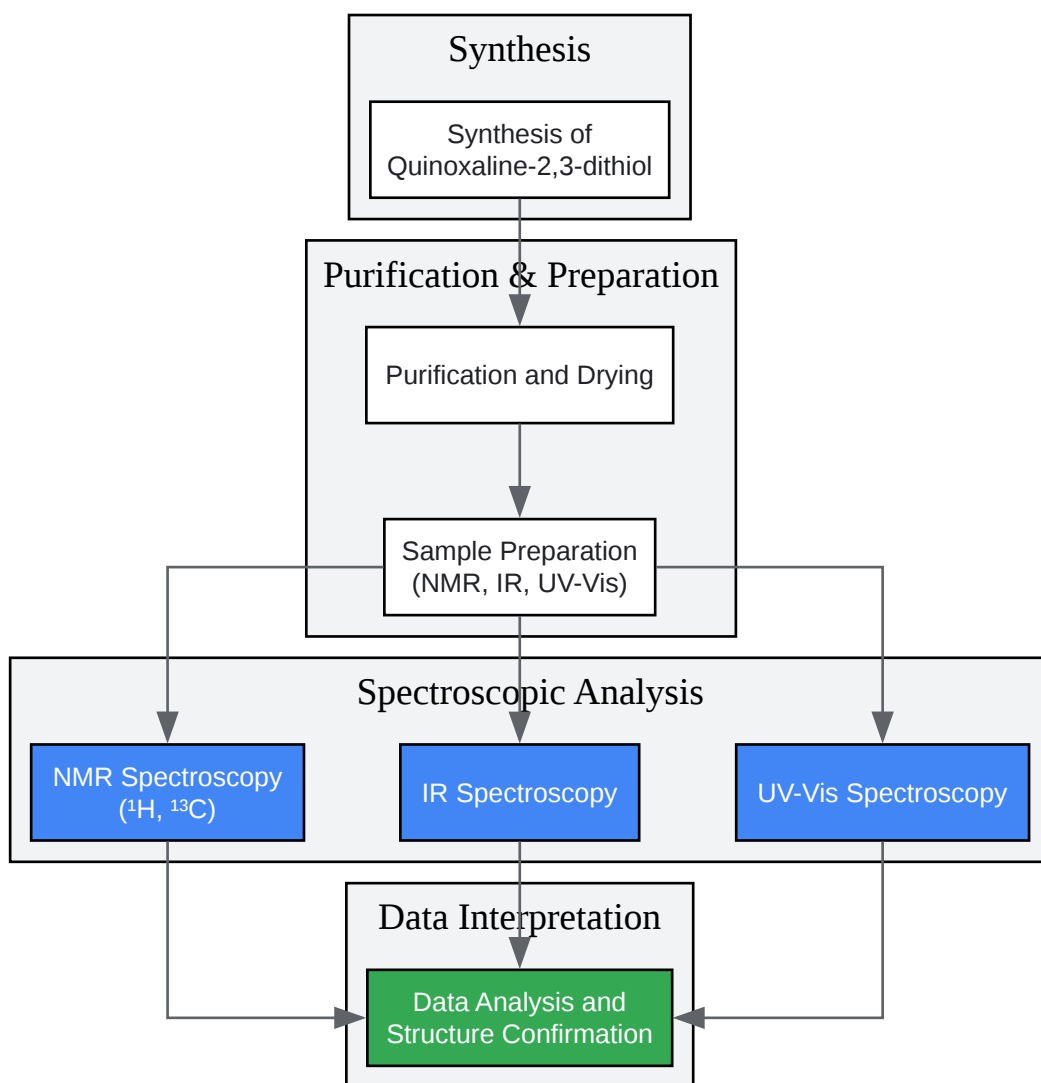 Synthesis
Synthesis of
Quinoxaline-2,3-dithiol
Purification & Preparation
Purification and Drying
Sample Preparation
(NMR, IR, UV-Vis)
Spectroscopic Analysis
NMR Spectroscopy
(¹H, ¹³C)
IR Spectroscopy
UV-Vis Spectroscopy
Data Interpretation
Data Analysis and
Structure Confirmation